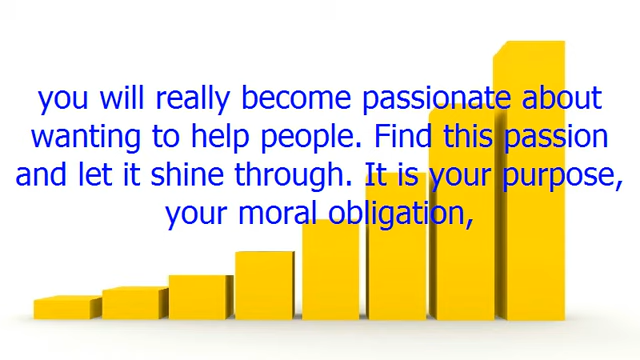 you will really become passionate about
wanting to help people. Find this passion
and let it shine through. It is your purpose,
your moral obligation,